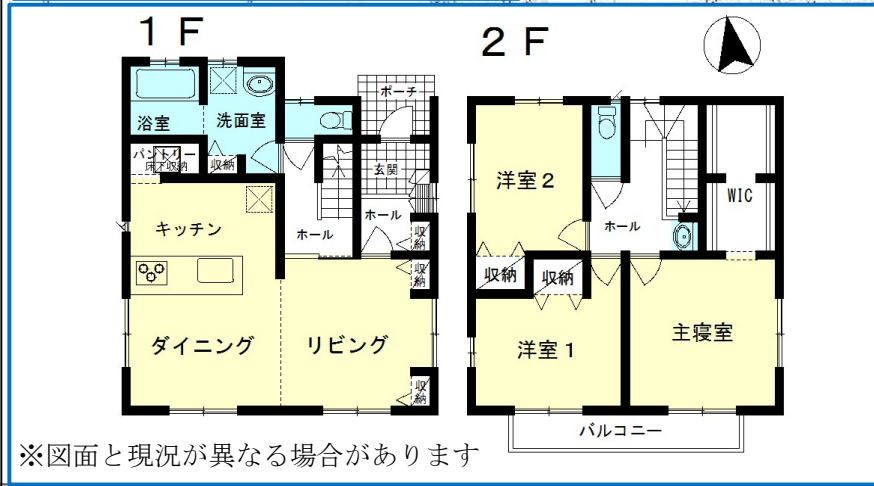 1F
2F
浴室
洗面室
ポーチ
パントリー
床下収納
収納
玄関
ホール
収納
キッチン
ホール
収納
ダイニング
リビング
収納
洋室2
ホール
WIC
収納
収納
洋室1
主寝室
バルコニー
※図面と現況が異なる場合があります